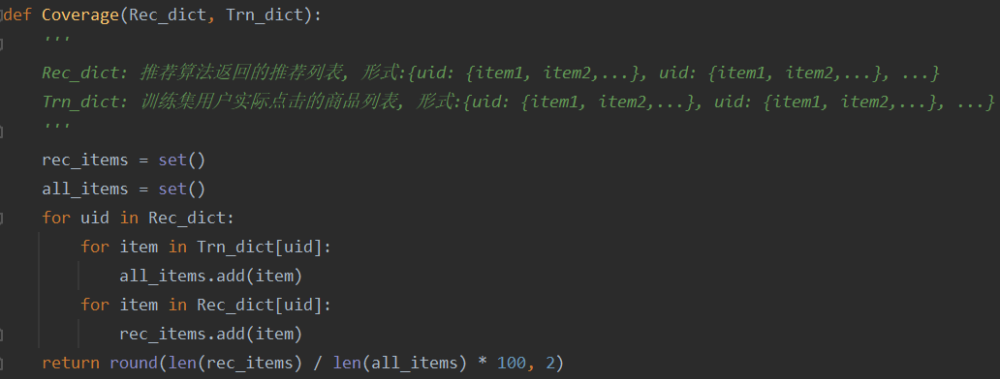 def Coverage(Rec_dict, Trn_dict):
    '''
    Rec_dict: 推荐算法返回的推荐列表, 形式:{uid: {item1, item2,...}, uid: {item1, item2,...}, ...}
    Trn_dict: 训练集用户实际点击的商品列表, 形式:{uid: {item1, item2,...}, uid: {item1, item2,...}, ...}
    '''
    rec_items = set()
    all_items = set()
    for uid in Rec_dict:
        for item in Trn_dict[uid]:
            all_items.add(item)
        for item in Rec_dict[uid]:
            rec_items.add(item)
    return round(len(rec_items) / len(all_items) * 100, 2)